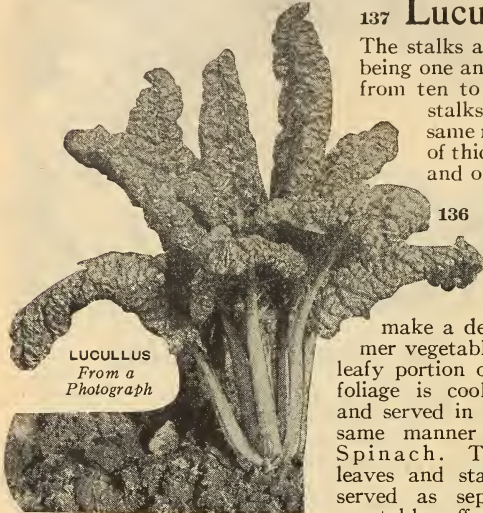 137 Lucu
The stalks a
being one an
from ten to
stalks
same
of thic
and o
136
make a de
mer vegetabl
leafy portion o
foliage is cool
and served in
same manner
Spinach. T
leaves and sta
served as sep
LUCULLUS
From a
Photograph